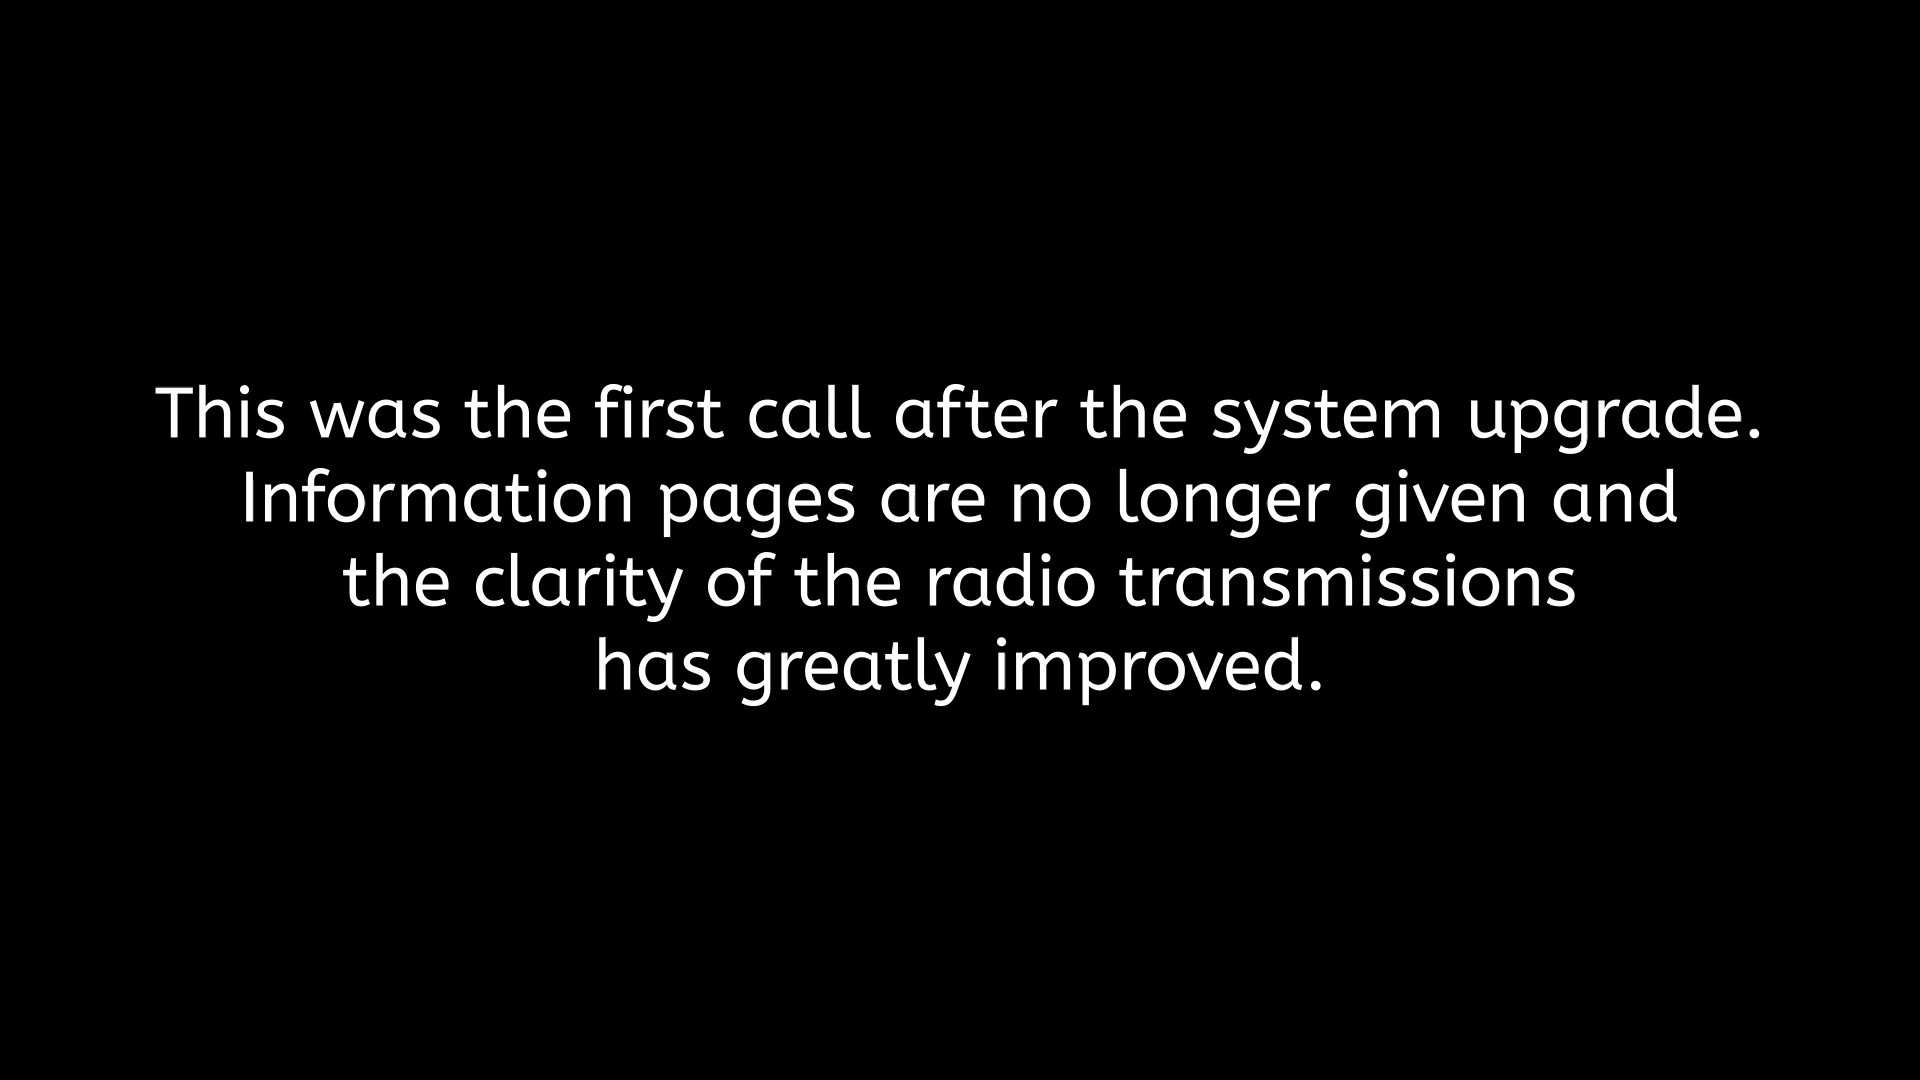 This was the first call after the system upgrade.
Information pages are no longer given and
the clarity of the radio transmissions
has greatly improved.